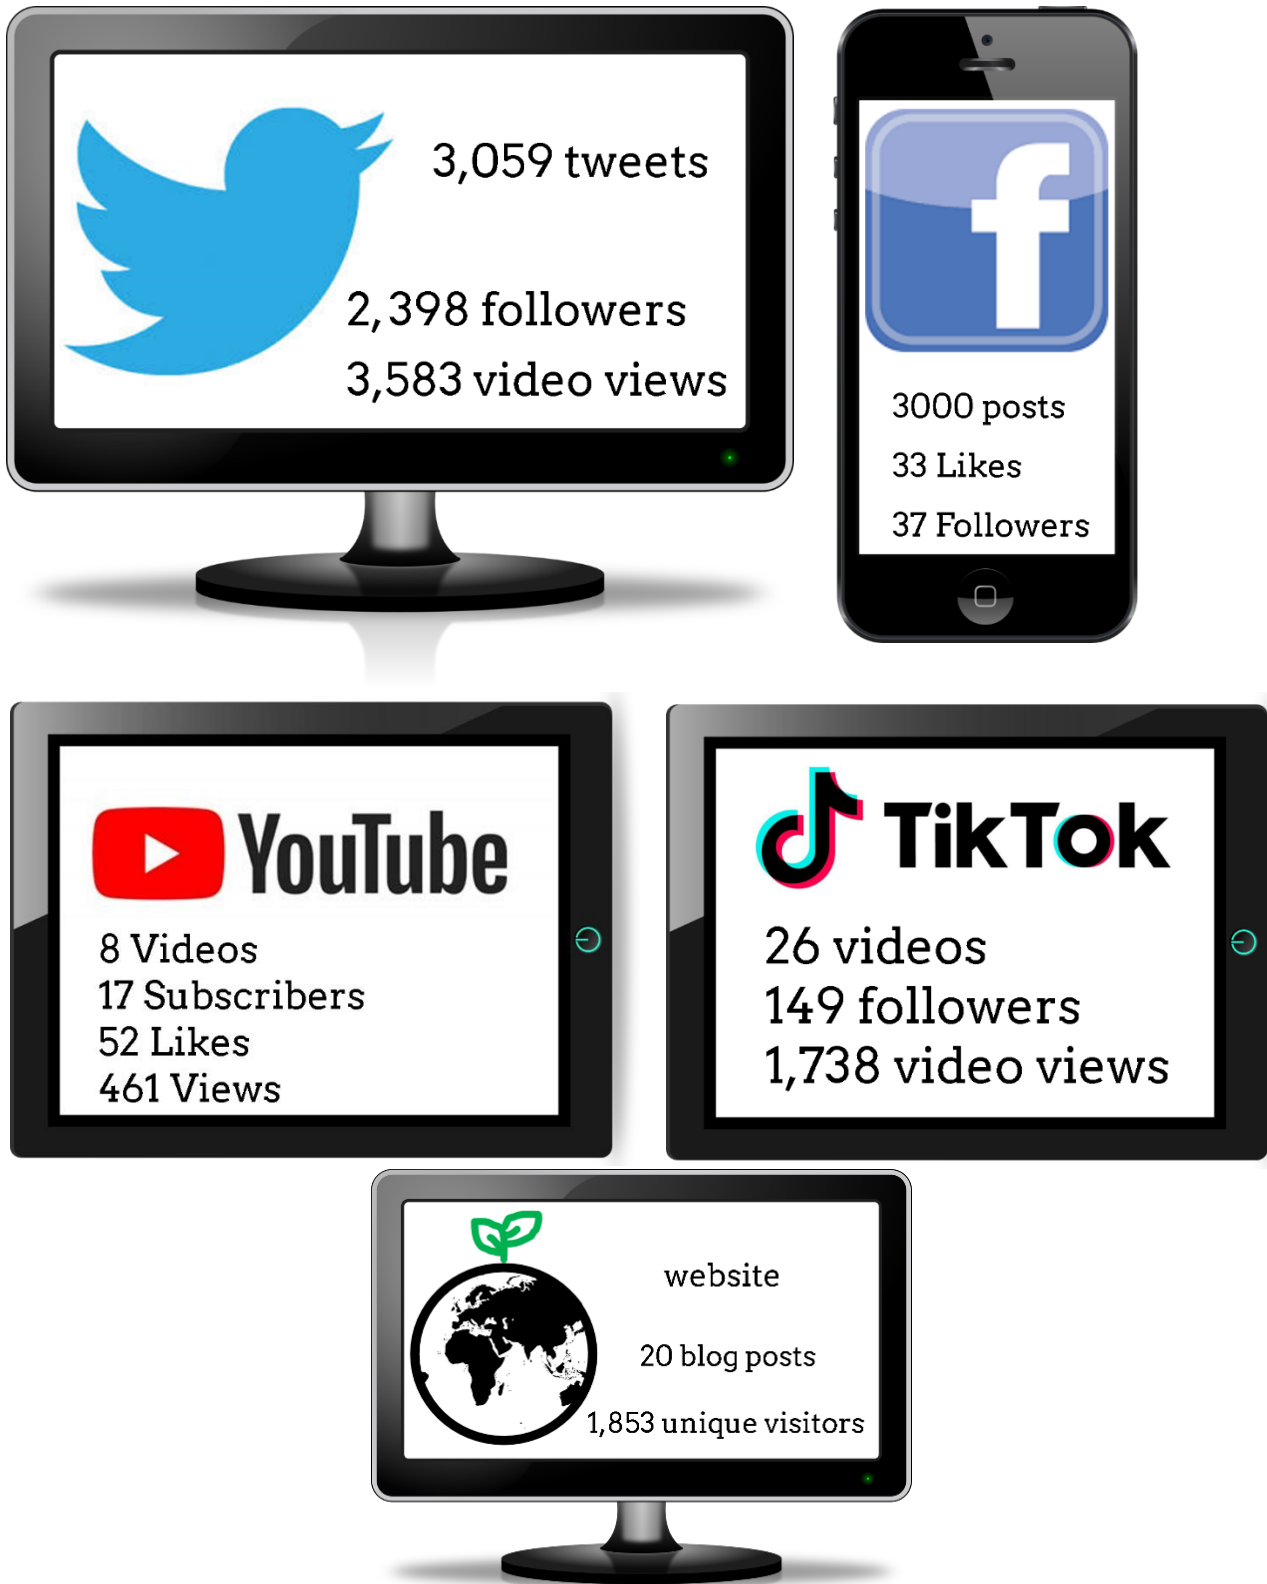 3,059 tweets
2,398 followers
3,583 video views
f
3000 posts
33 Likes
37 Followers
YouTube
8 Videos
17 Subscribers
52 Likes
461 Views
TikTok
26 videos
149 followers
1,738 video views
website
20 blog posts
1,853 unique visitors